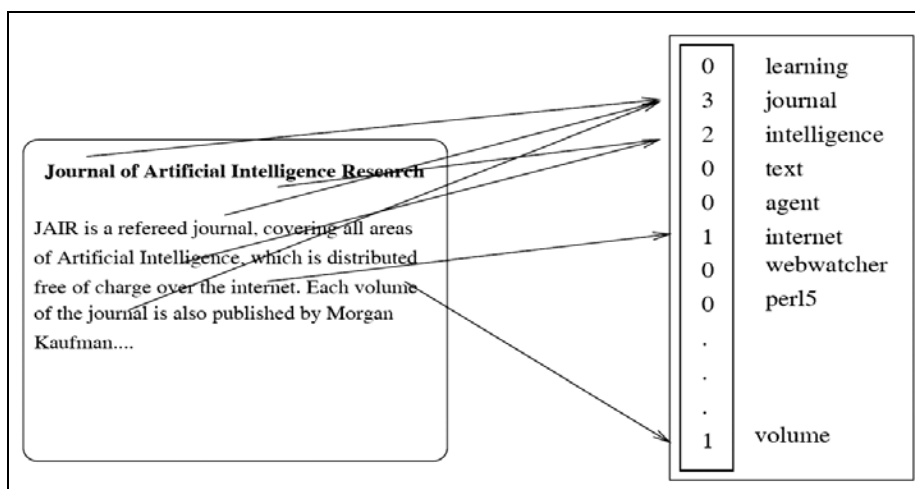 Journal of Artificial Intelligence Research
JAIR is a refereed journal, covering all areas
of Artificial Intelligence, which is distributed
free of charge over the internet. Each volume
of the journal is also published by Morgan
Kaufman....
0 learning
3 journal
2 intelligence
0 text
0 agent
1 internet
0 webwatcher
0 perl5
.
.
.
1 volume